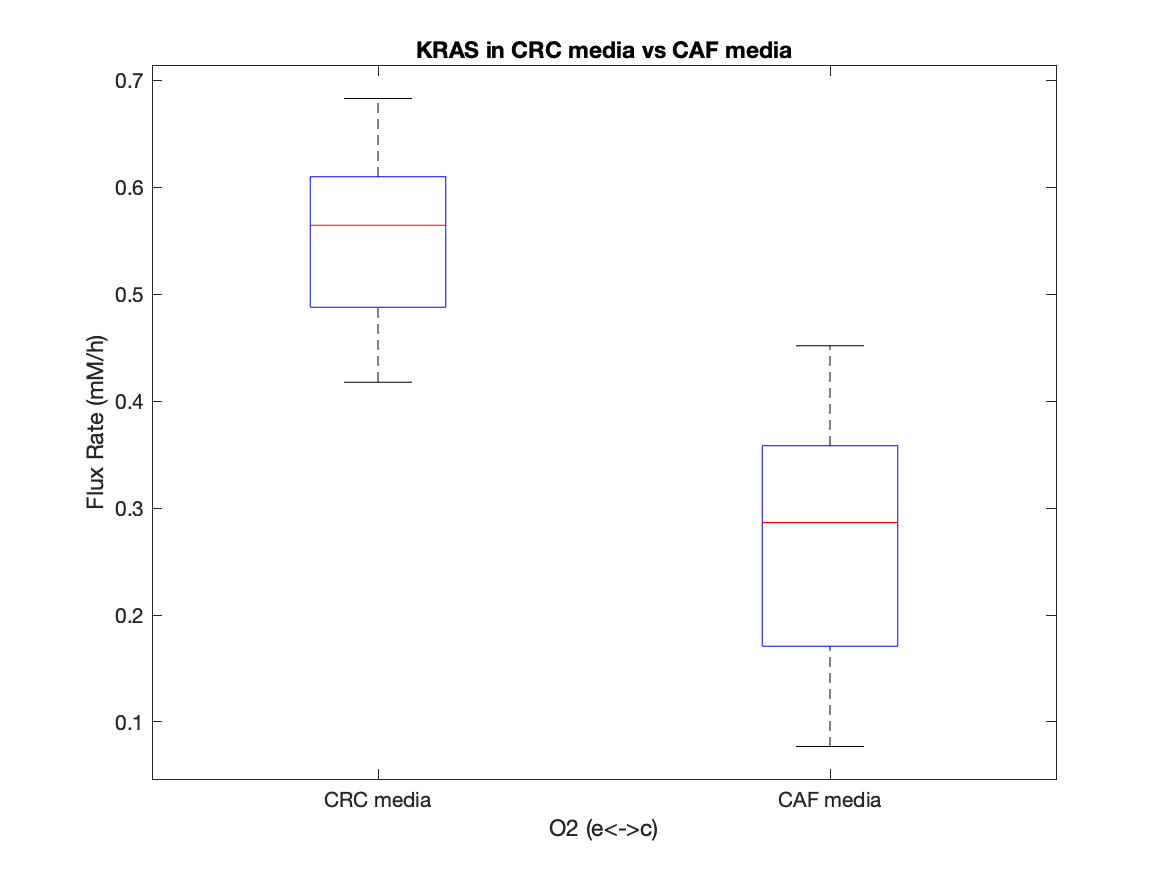 KRAS in CRC media vs CAF media
0.7
0.6
0.5
0.4
0.3
0.2
0.1
Flux Rate (mM/h)
CRC media
CAF media
O2 (e<->c)